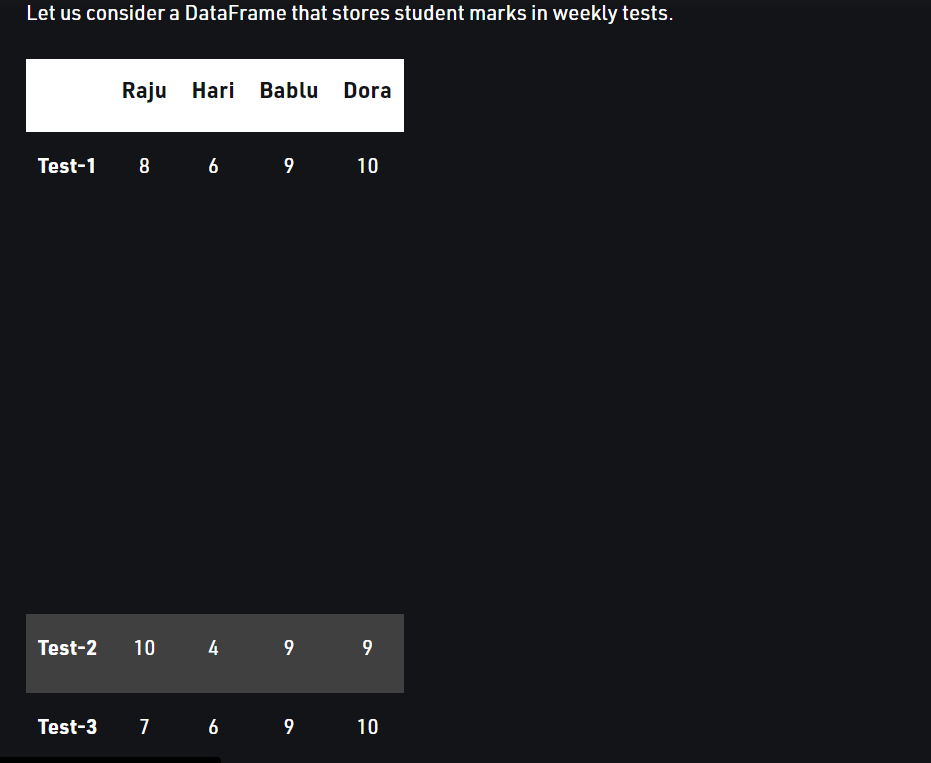 Let us consider a DataFrame that stores student marks in weekly tests.
Raju Hari Bablu Dora
Test-1 8 6 9 10
Test-2 10 4 9 9
Test-3 7 6 9 10